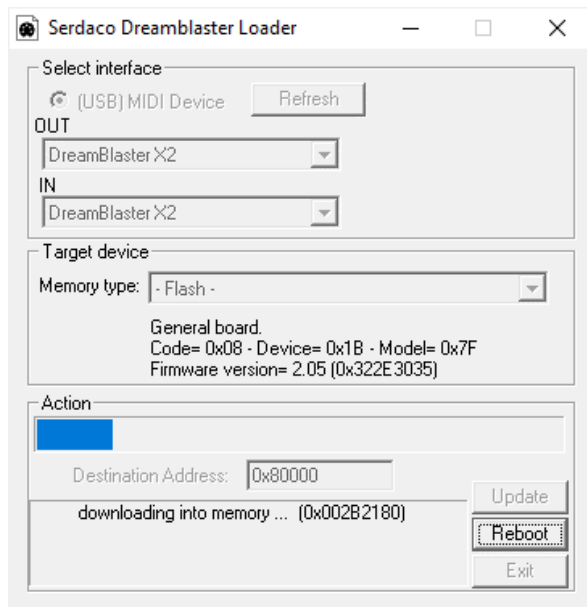 Serdaco Dreamblaster Loader
Select interface
(USB) MIDI Device
Refresh
OUT
DreamBlaster X2
IN
DreamBlaster X2
Target device
Memory type: - Flash -
General board.
Code= 0x08 - Device= 0x1B - Model= 0x7F
Firmware version= 2.05 (0x322E3035)
Action
Destination Address: 0x80000
downloading into memory ... (0x002B2180)
Update
Reboot
Exit